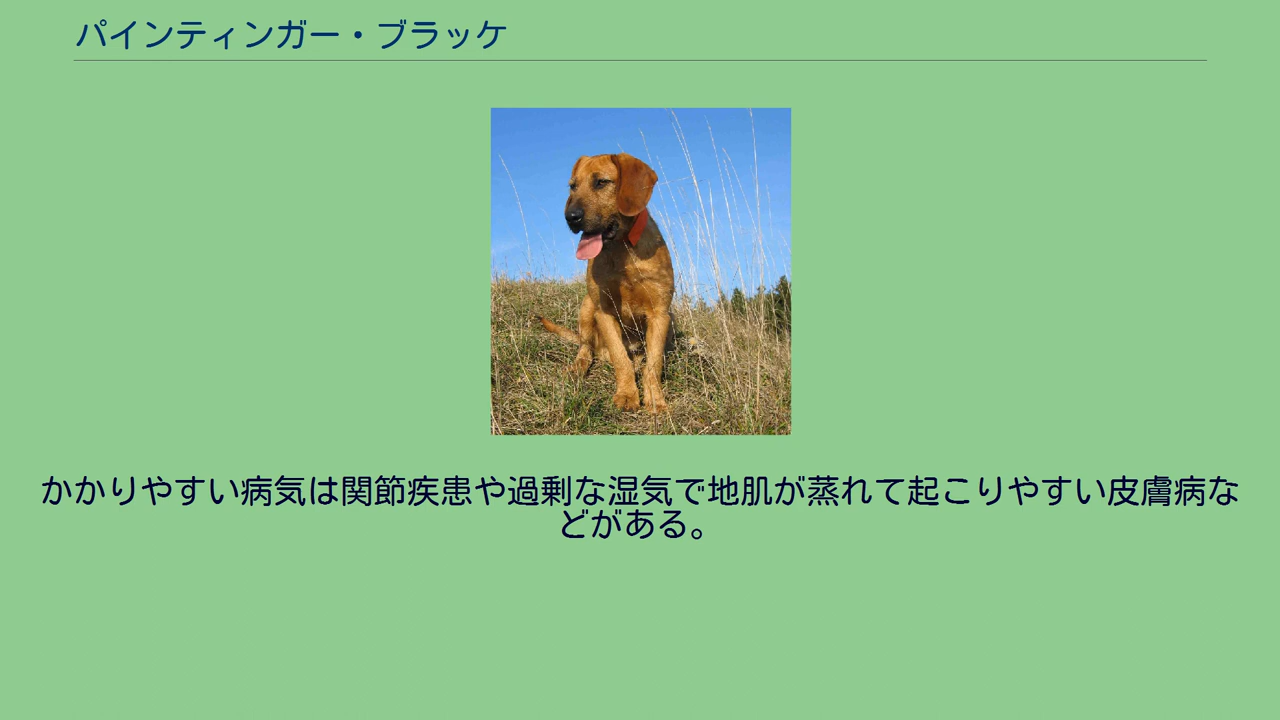 パインティンガー・ブラッケ
かかりやすい病気は関節疾患や過剰な湿気で地肌が蒸れて起こりやすい皮膚病な
どがある。